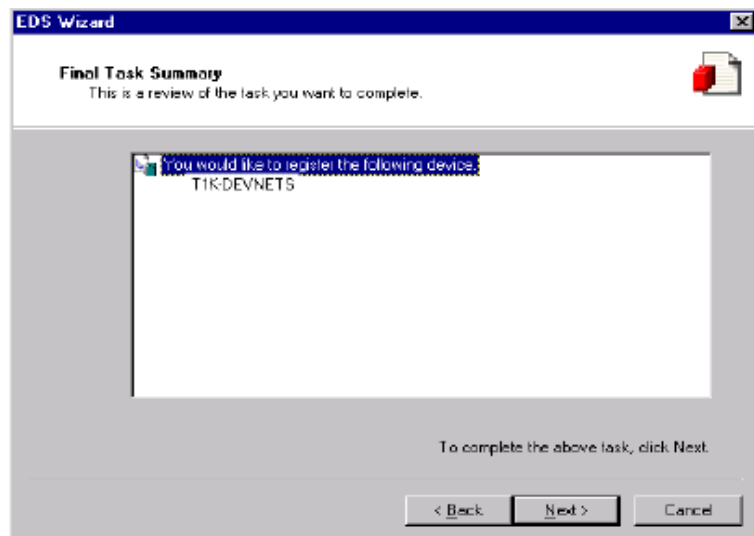 EDS Wizard
Final Task Summary
This is a review of the task you want to complete.
You would like to register the following device.
T1K-DEVNETS
To complete the above task, click Next.
< Back
Next >
Cancel